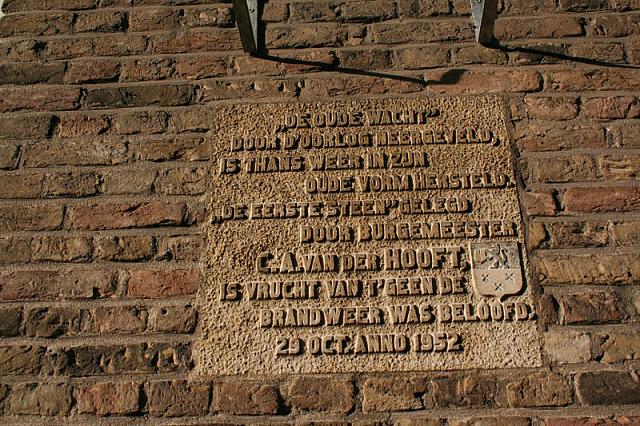 „DE OUDE WACHT"
DOOR D'OORLOG NEERGEVELD,
IS THANS WEER IN ZIJN
OUDE VORM HERSTELD.
„DE EERSTE STEEN" GELEGD
DOOR BURGEMEESTER
C.A. VAN DER HOOFT,
IS VRUCHT VAN T'GEEN DE
BRANDWEER WAS BELOOFD.
29 OCT. ANNO 1952